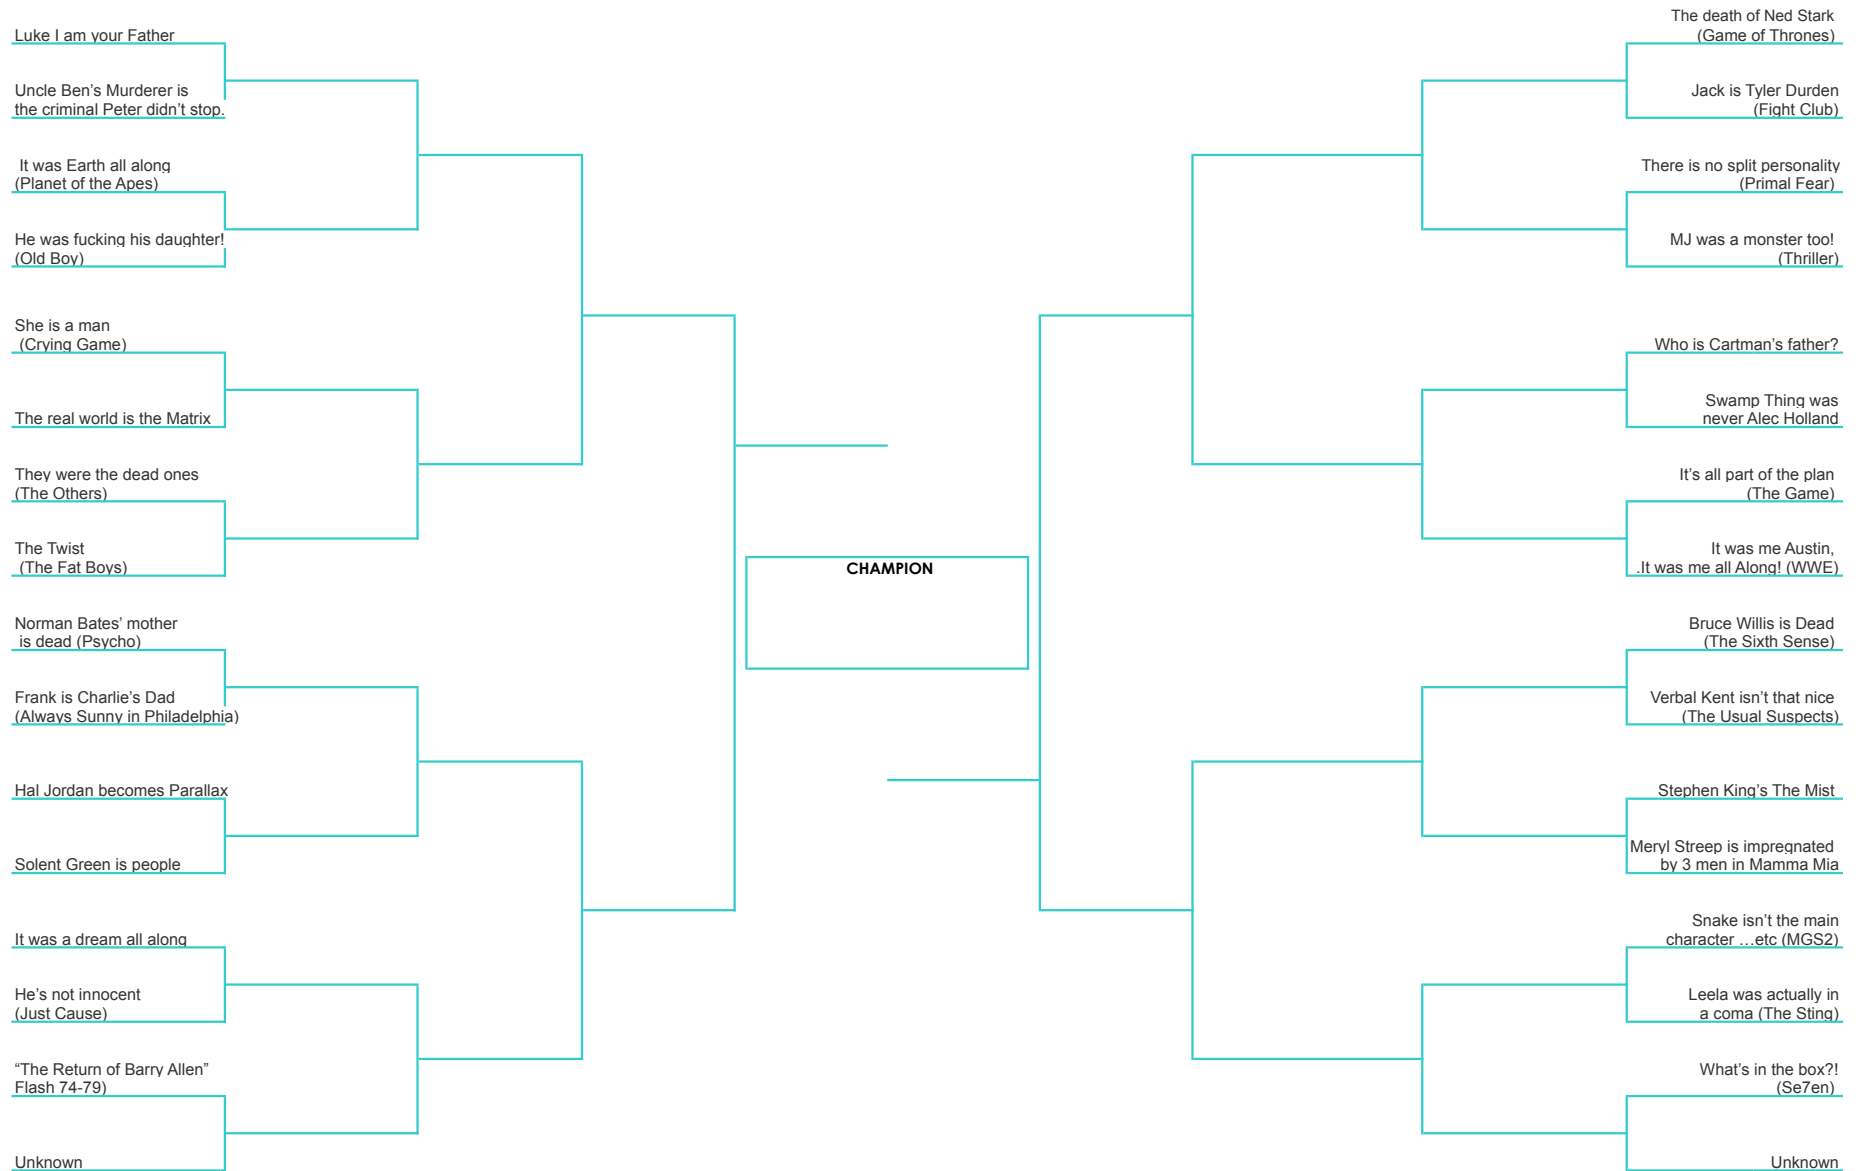 Luke I am your Father
Uncle Ben's Murderer is
the criminal Peter didn't stop.
It was Earth all along
(Planet of the Apes)
He was fucking his daughter!
(Old Boy)
She is a man
(Crying Game)
The real world is the Matrix
They were the dead ones
(The Others)
The Twist
(The Fat Boys)
Norman Bates' mother
is dead (Psycho)
Frank is Charlie's Dad
(Always Sunny in Philadelphia)
Hal Jordan becomes Parallax
Solent Green is people
It was a dream all along
He's not innocent
(Just Cause)
“The Return of Barry Allen”
Flash 74-79)
Unknown
CHAMPION
The death of Ned Stark
(Game of Thrones)
Jack is Tyler Durden
(Fight Club)
There is no split personality
(Primal Fear)
MJ was a monster too!
(Thriller)
Who is Cartman's father?
Swamp Thing was
never Alec Holland
It's all part of the plan
(The Game)
It was me Austin,
.It was me all Along! (WWE)
Bruce Willis is Dead
(The Sixth Sense)
Verbal Kent isn't that nice
(The Usual Suspects)
Stephen King's The Mist
Meryl Streep is impregnated
by 3 men in Mamma Mia
Snake isn't the main
character …etc (MGS2)
Leela was actually in
a coma (The Sting)
What's in the box?!
(Se7en)
Unknown